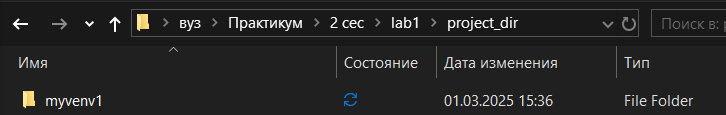 вуз > Практикум > 2 сес > lab1 > project_dir Поиск в:
Имя Состояние Дата изменения Тип
myvenv1 01.03.2025 15:36 File Folder